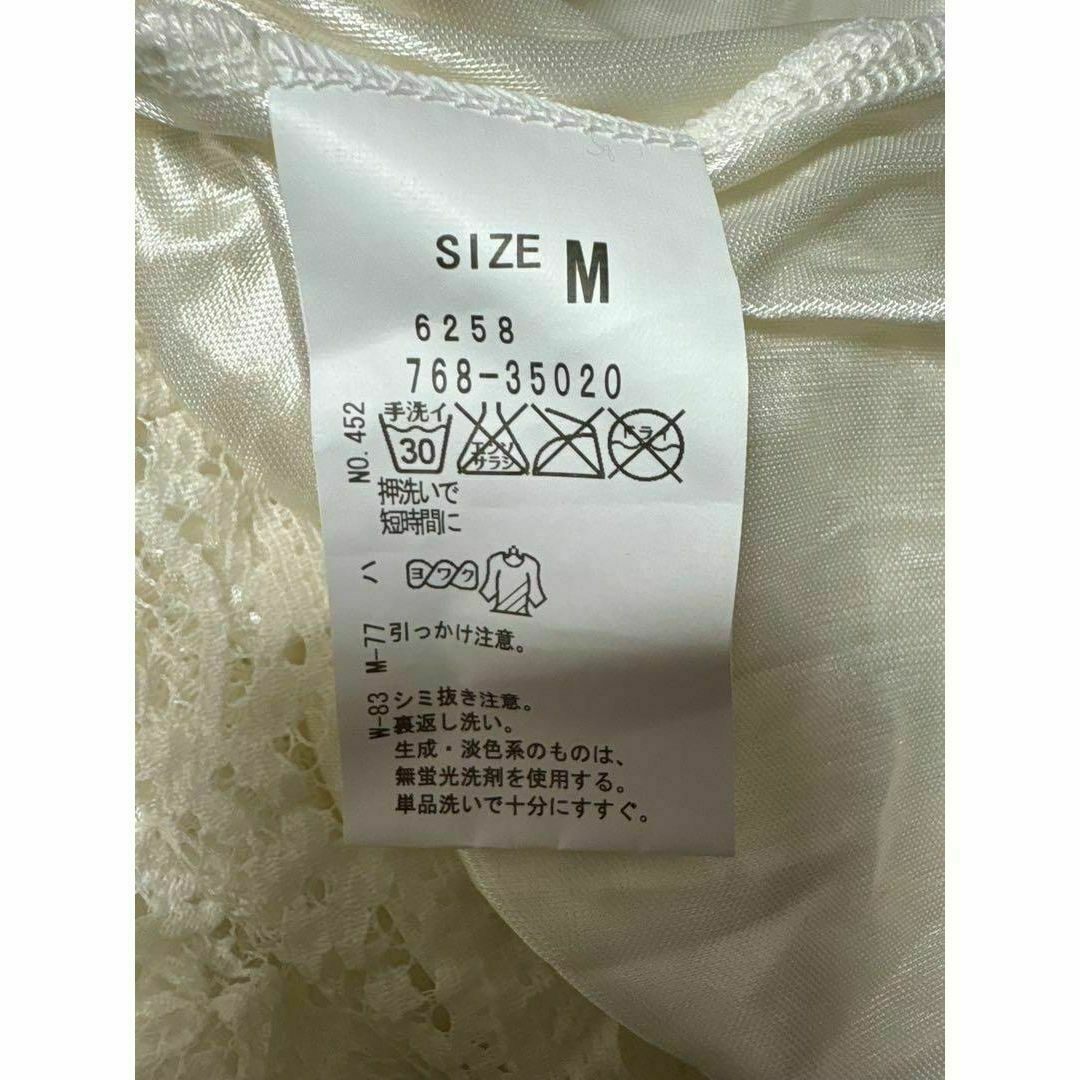 SIZE M
6258
768-35020
NO. 452
手洗イ
30
エンソ
サラシ
ドライ
押洗いで
短時間に
ハ
ヨワク
M-77
引っかけ注意。
W-83
シミ抜き注意。
裏返し洗い。
生成・淡色系のものは、
無蛍光洗剤を使用する。
単品洗いで十分にすすぐ。